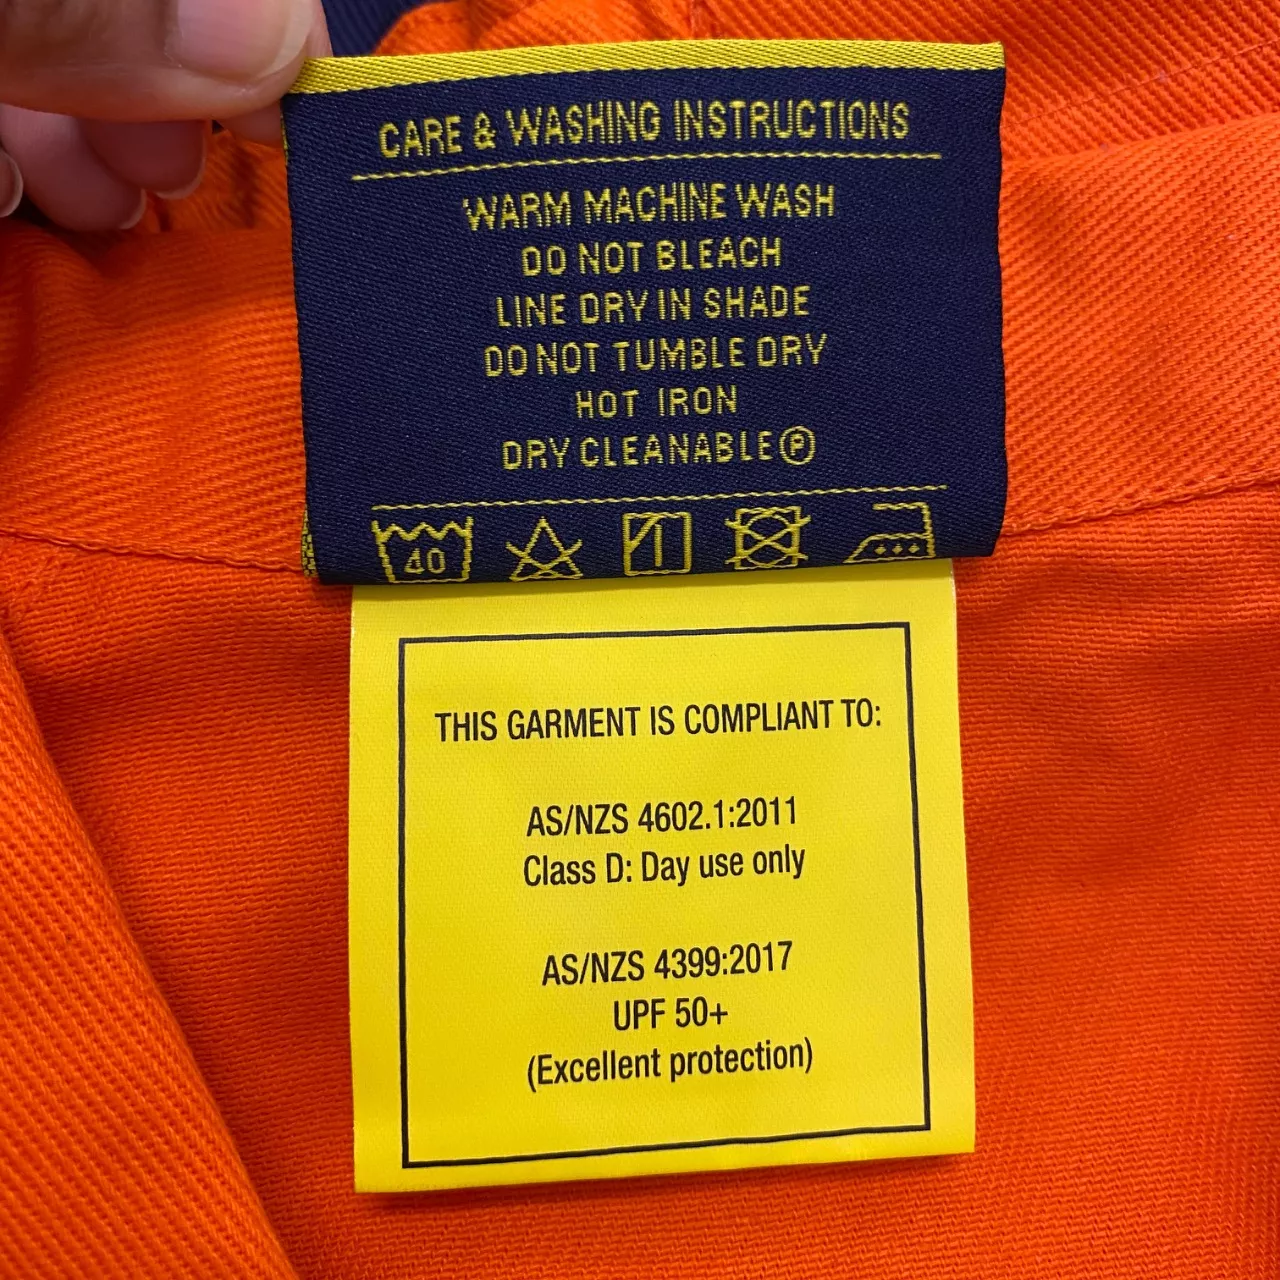 CARE & WASHING INSTRUCTIONS
WARM MACHINE WASH
DO NOT BLEACH
LINE DRY IN SHADE
DO NOT TUMBLE DRY
HOT IRON
DRY CLEANABLE Ⓟ
40
THIS GARMENT IS COMPLIANT TO:
AS/NZS 4602.1:2011
Class D: Day use only
AS/NZS 4399:2017
UPF 50+
(Excellent protection)